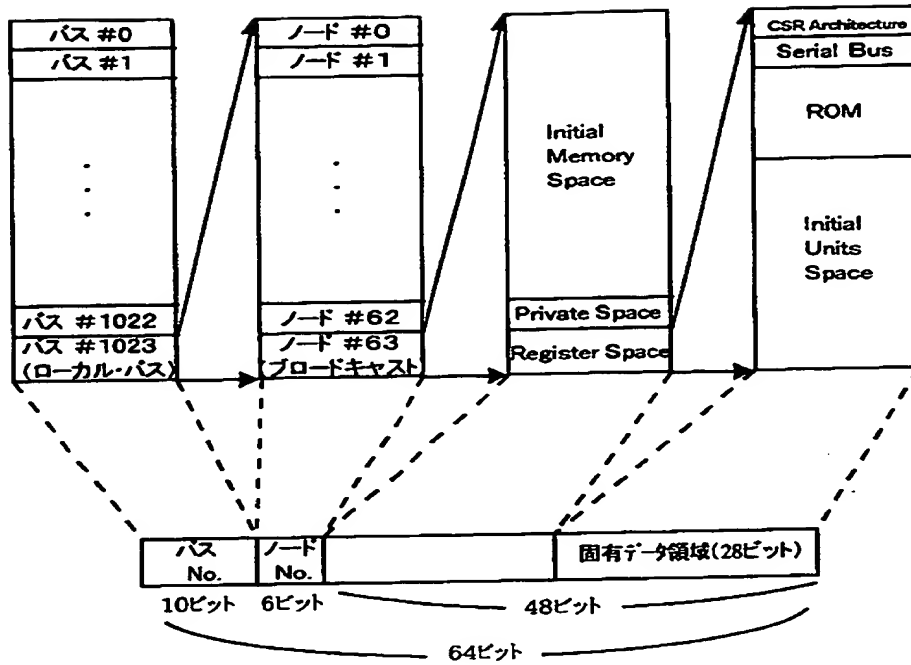 バス #0
バス #1
バス #1022
バス #1023
(ローカル・バス)
ノード #0
ノード #1
ノード #62
ノード #63
(ブロードキャスト)
Initial
Memory
Space
Private Space
Register Space
CSR Architecture
Serial Bus
ROM
Initial
Units
Space
バス
No.
ノード
No.
固有データ領域(28ビット)
10ビット
6ビット
48ビット
64ビット